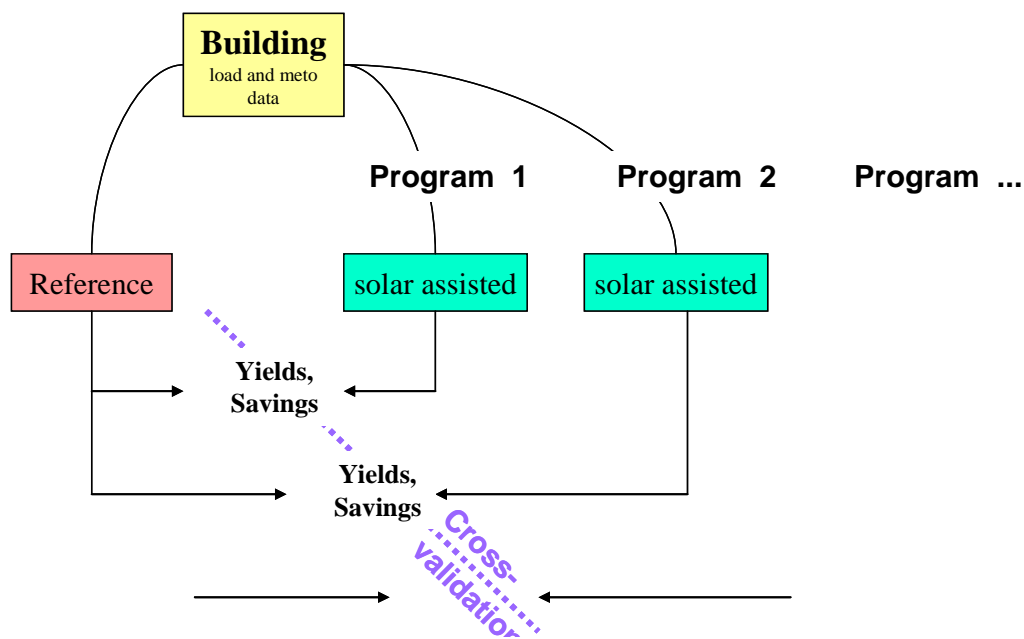 Building
load and meto
data
Program 1
Program 2
Program ...
Reference
solar assisted
solar assisted
Yields,
Savings
Yields,
Savings
Cross-
validation